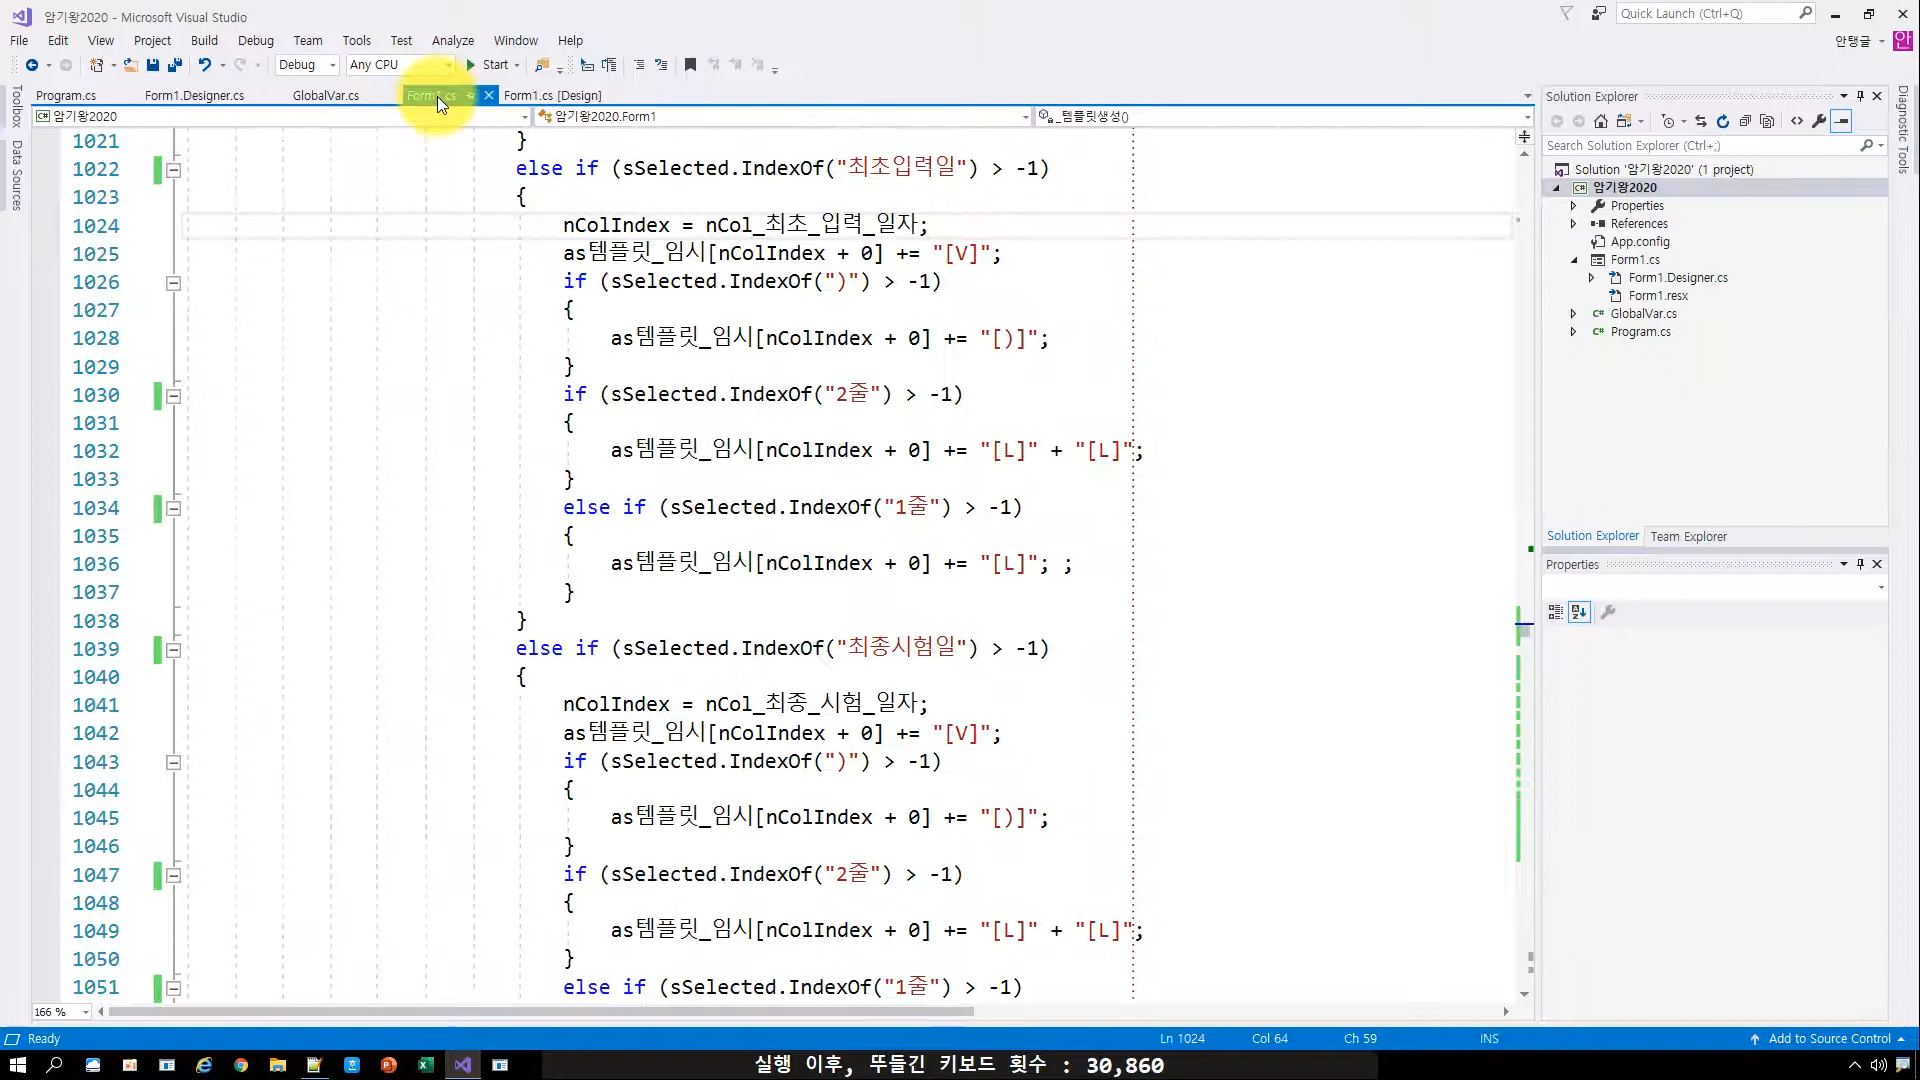 암기왕2020 - Microsoft Visual Studio
Quick Launch (Ctrl+Q)
File Edit View Project Build Debug Team Tools Test Analyze Window Help
안탱글 안
Debug Any CPU Start
Program.cs Form1.Designer.cs GlobalVar.cs Form1.cs Form1.cs [Design]
암기왕2020 암기왕2020.Form1 _템플릿생성()
Toolbox
Data Sources
1021 }
1022 else if (sSelected.IndexOf("최초입력일") > -1)
1023 {
1024 nColIndex = nCol_최초_입력_일자;
1025 as템플릿_임시[nColIndex + 0] += "[V]";
1026 if (sSelected.IndexOf(")") > -1)
1027 {
1028 as템플릿_임시[nColIndex + 0] += "[)]";
1029 }
1030 if (sSelected.IndexOf("2줄") > -1)
1031 {
1032 as템플릿_임시[nColIndex + 0] += "[L]" + "[L]";
1033 }
1034 else if (sSelected.IndexOf("1줄") > -1)
1035 {
1036 as템플릿_임시[nColIndex + 0] += "[L]"; ;
1037 }
1038 }
1039 else if (sSelected.IndexOf("최종시험일") > -1)
1040 {
1041 nColIndex = nCol_최종_시험_일자;
1042 as템플릿_임시[nColIndex + 0] += "[V]";
1043 if (sSelected.IndexOf(")") > -1)
1044 {
1045 as템플릿_임시[nColIndex + 0] += "[)]";
1046 }
1047 if (sSelected.IndexOf("2줄") > -1)
1048 {
1049 as템플릿_임시[nColIndex + 0] += "[L]" + "[L]";
1050 }
1051 else if (sSelected.IndexOf("1줄") > -1)
166 %
Solution Explorer
Search Solution Explorer (Ctrl+;)
Solution '암기왕2020' (1 project)
암기왕2020
Properties
References
App.config
Form1.cs
Form1.Designer.cs
Form1.resx
GlobalVar.cs
Program.cs
Solution Explorer Team Explorer
Properties
Diagnostic Tools
Ready Ln 1024 Col 64 Ch 59 INS Add to Source Control
실행 이후, 뚜들긴 키보드 횟수 : 30,860